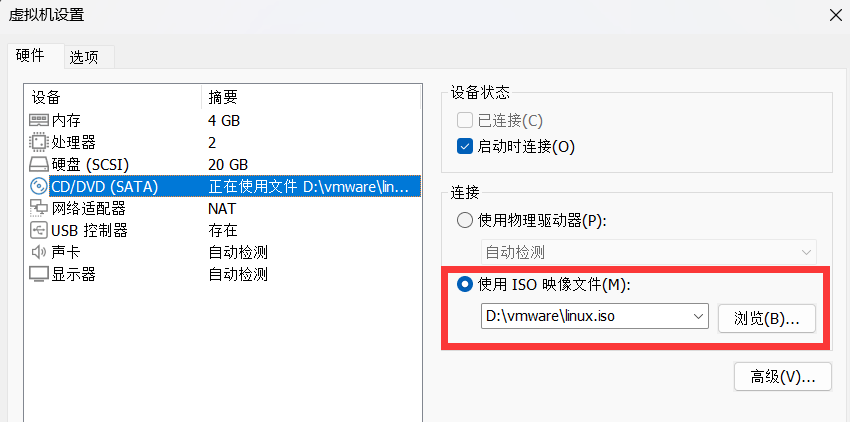 虚拟机设置
硬件 选项
设备 摘要
内存 4 GB
处理器 2
硬盘 (SCSI) 20 GB
CD/DVD (SATA) 正在使用文件 D:\vmware\lin...
网络适配器 NAT
USB 控制器 存在
声卡 自动检测
显示器 自动检测
设备状态
已连接(C)
启动时连接(O)
连接
使用物理驱动器(P):
自动检测
使用 ISO 映像文件(M):
D:\vmware\linux.iso 浏览(B)...
高级(V)...